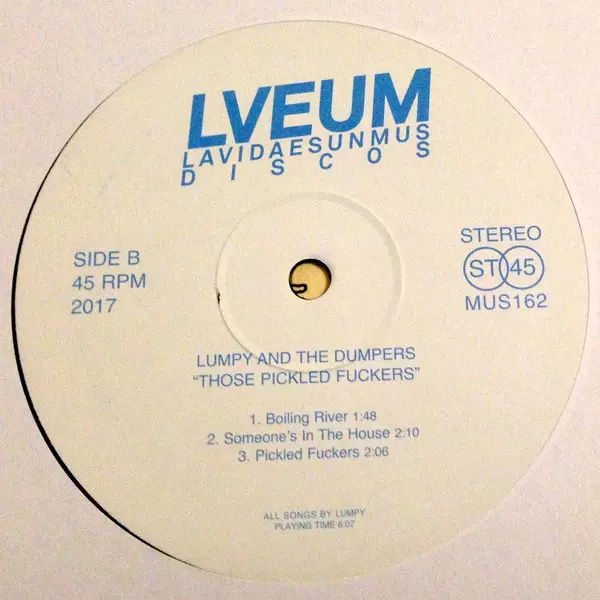 LVEUM
LAVIDAESUNMUS
DISCOS
SIDE B
45 RPM
2017
STEREO
ST 45
MUS162
LUMPY AND THE DUMPERS
“THOSE PICKLED FUCKERS”
1. Boiling River 1:48
2. Someone's In The House 2:10
3. Pickled Fuckers 2:06
ALL SONGS BY LUMPY
PLAYING TIME 6:07